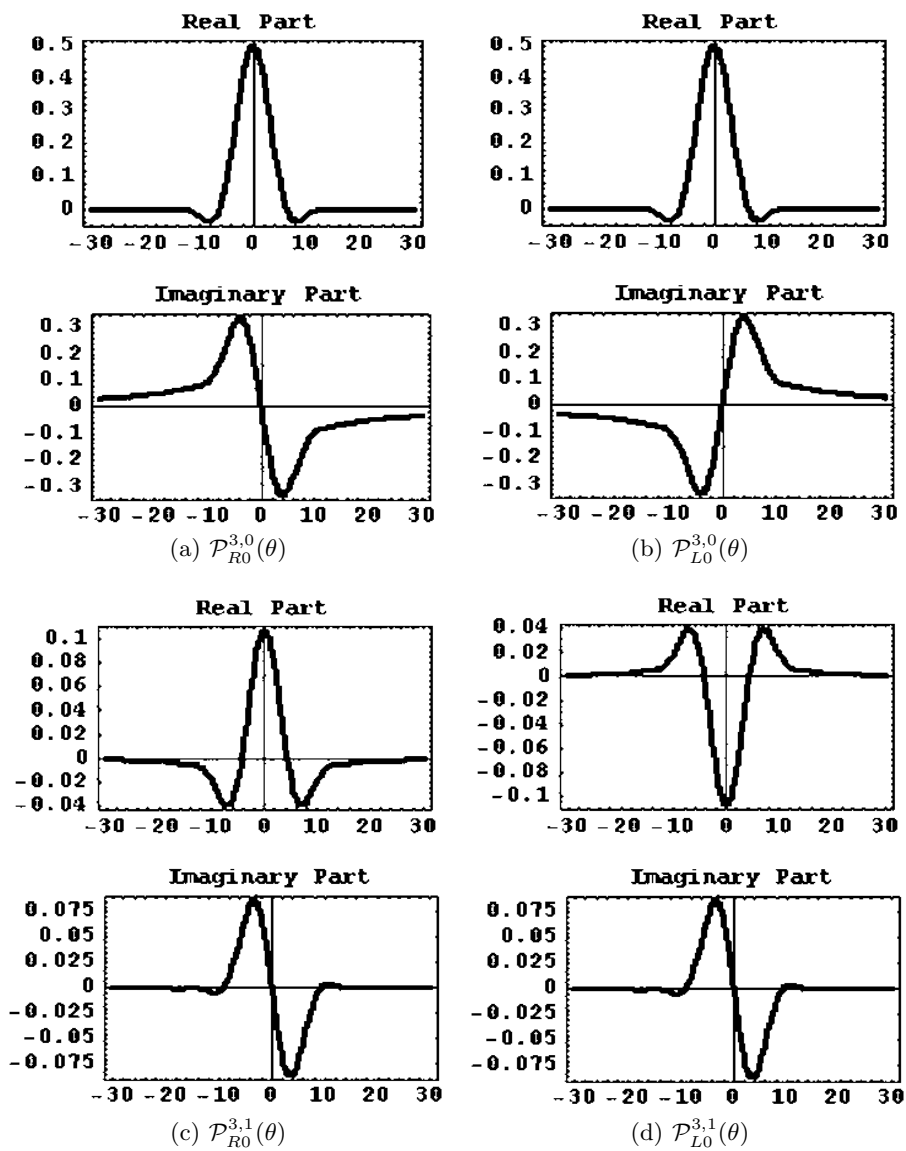 Real Part
0.5
0.4
0.3
0.2
0.1
0
-30 -20 -10 0 10 20 30
Real Part
0.5
0.4
0.3
0.2
0.1
0
-30 -20 -10 0 10 20 30
Imaginary Part
0.3
0.2
0.1
0
-0.1
-0.2
-0.3
-30 -20 -10 0 10 20 30
(a) $\mathcal{P}_{R0}^{3,0}(\theta)$
Imaginary Part
0.3
0.2
0.1
0
-0.1
-0.2
-0.3
-30 -20 -10 0 10 20 30
(b) $\mathcal{P}_{L0}^{3,0}(\theta)$
Real Part
0.1
0.08
0.06
0.04
0.02
0
-0.02
-0.04
-30 -20 -10 0 10 20 30
Real Part
0.04
0.02
0
-0.02
-0.04
-0.06
-0.08
-0.1
-30 -20 -10 0 10 20 30
Imaginary Part
0.075
0.05
0.025
0
-0.025
-0.05
-0.075
-30 -20 -10 0 10 20 30
(c) $\mathcal{P}_{R0}^{3,1}(\theta)$
Imaginary Part
0.075
0.05
0.025
0
-0.025
-0.05
-0.075
-30 -20 -10 0 10 20 30
(d) $\mathcal{P}_{L0}^{3,1}(\theta)$